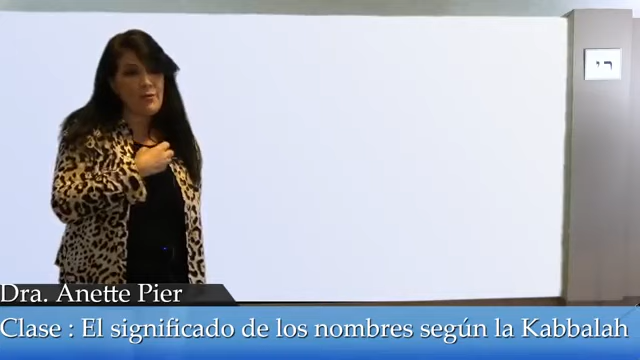 Dra. Anette Pier
Clase : El significado de los nombres según la Kabbalah